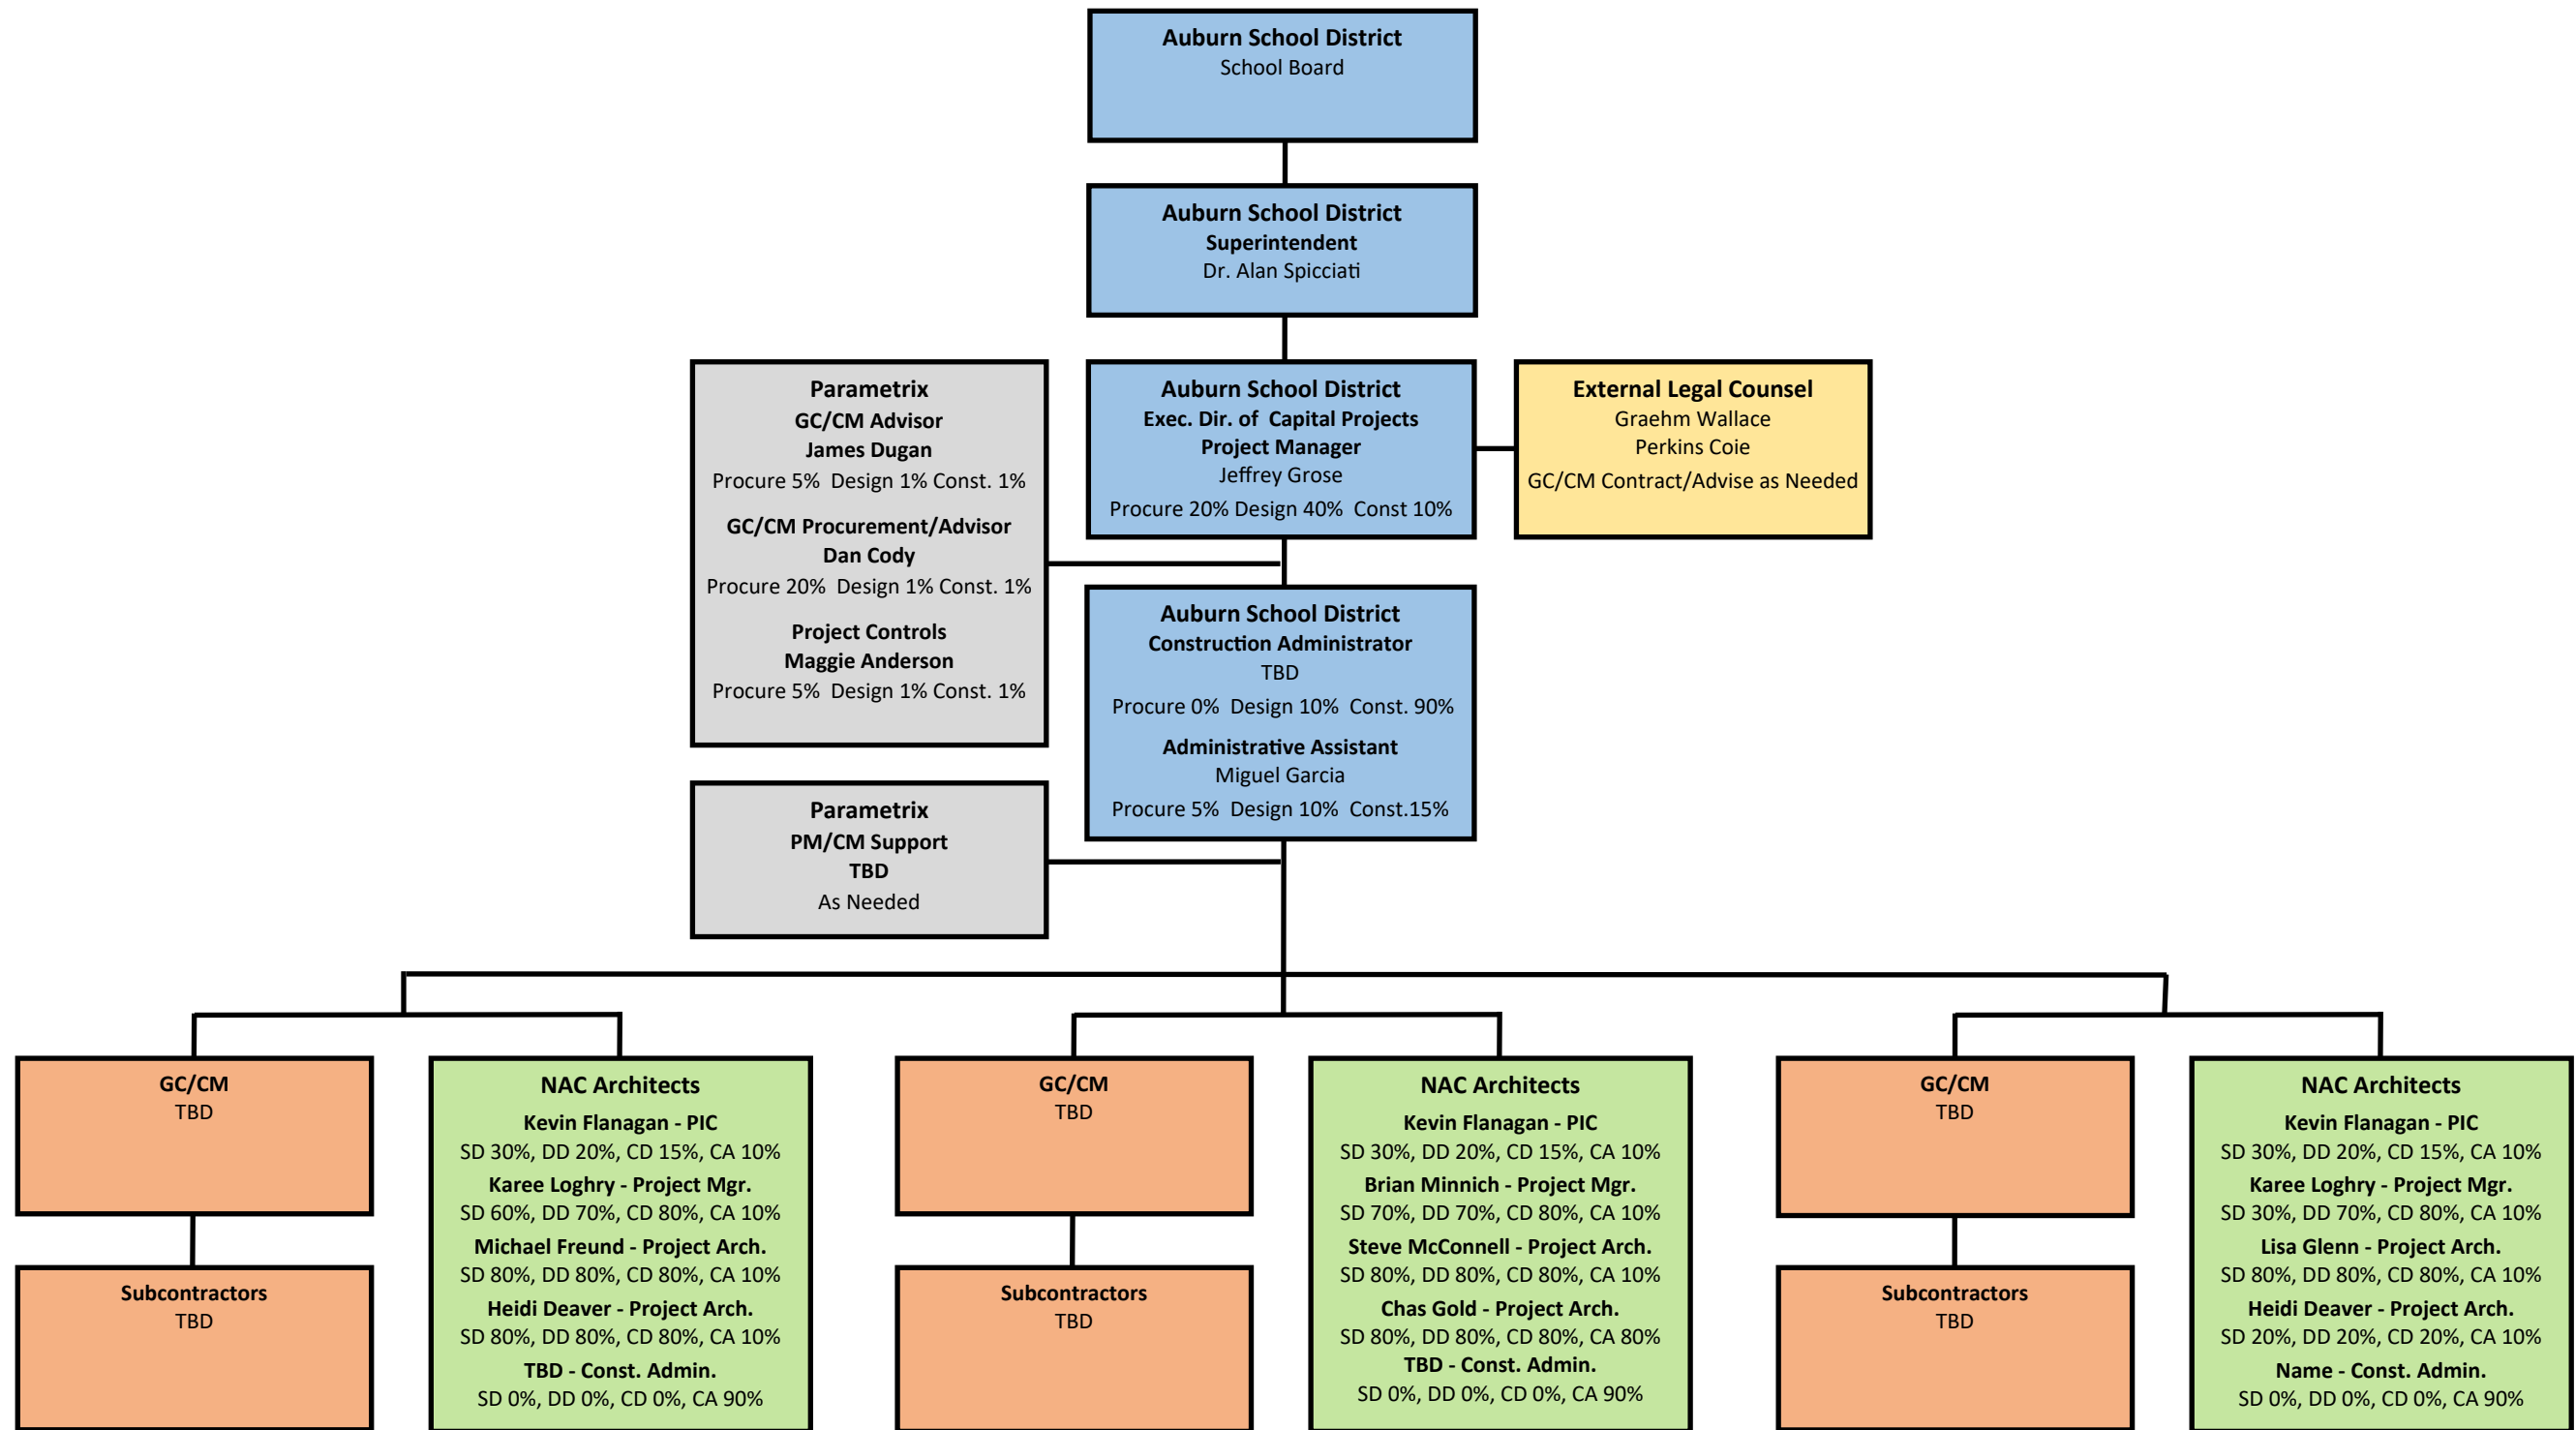 Auburn School District
School Board
Auburn School District
Superintendent
Dr. Alan Spicciati
Parametrix
GC/CM Advisor
James Dugan
Procure 5%  Design 1% Const. 1%
GC/CM Procurement/Advisor
Dan Cody
Procure 20%  Design 1% Const. 1%
Project Controls
Maggie Anderson
Procure 5%  Design 1% Const. 1%
Auburn School District
Exec. Dir. of  Capital Projects
Project Manager
Jeffrey Grose
Procure 20% Design 40%  Const 10%
External Legal Counsel
Graehm Wallace
Perkins Coie
GC/CM Contract/Advise as Needed
Auburn School District
Construction Administrator
TBD
Procure 0%  Design 10%  Const. 90%
Administrative Assistant
Miguel Garcia
Procure 5%  Design 10%  Const.15%
Parametrix
PM/CM Support
TBD
As Needed
GC/CM
TBD
Subcontractors
TBD
NAC Architects
Kevin Flanagan - PIC
SD 30%, DD 20%, CD 15%, CA 10%
Karee Loghry - Project Mgr.
SD 60%, DD 70%, CD 80%, CA 10%
Michael Freund - Project Arch.
SD 80%, DD 80%, CD 80%, CA 10%
Heidi Deaver - Project Arch.
SD 80%, DD 80%, CD 80%, CA 10%
TBD - Const. Admin.
SD 0%, DD 0%, CD 0%, CA 90%
GC/CM
TBD
Subcontractors
TBD
NAC Architects
Kevin Flanagan - PIC
SD 30%, DD 20%, CD 15%, CA 10%
Brian Minnich - Project Mgr.
SD 70%, DD 70%, CD 80%, CA 10%
Steve McConnell - Project Arch.
SD 80%, DD 80%, CD 80%, CA 10%
Chas Gold - Project Arch.
SD 80%, DD 80%, CD 80%, CA 80%
TBD - Const. Admin.
SD 0%, DD 0%, CD 0%, CA 90%
GC/CM
TBD
Subcontractors
TBD
NAC Architects
Kevin Flanagan - PIC
SD 30%, DD 20%, CD 15%, CA 10%
Karee Loghry - Project Mgr.
SD 30%, DD 70%, CD 80%, CA 10%
Lisa Glenn - Project Arch.
SD 80%, DD 80%, CD 80%, CA 10%
Heidi Deaver - Project Arch.
SD 20%, DD 20%, CD 20%, CA 10%
Name - Const. Admin.
SD 0%, DD 0%, CD 0%, CA 90%